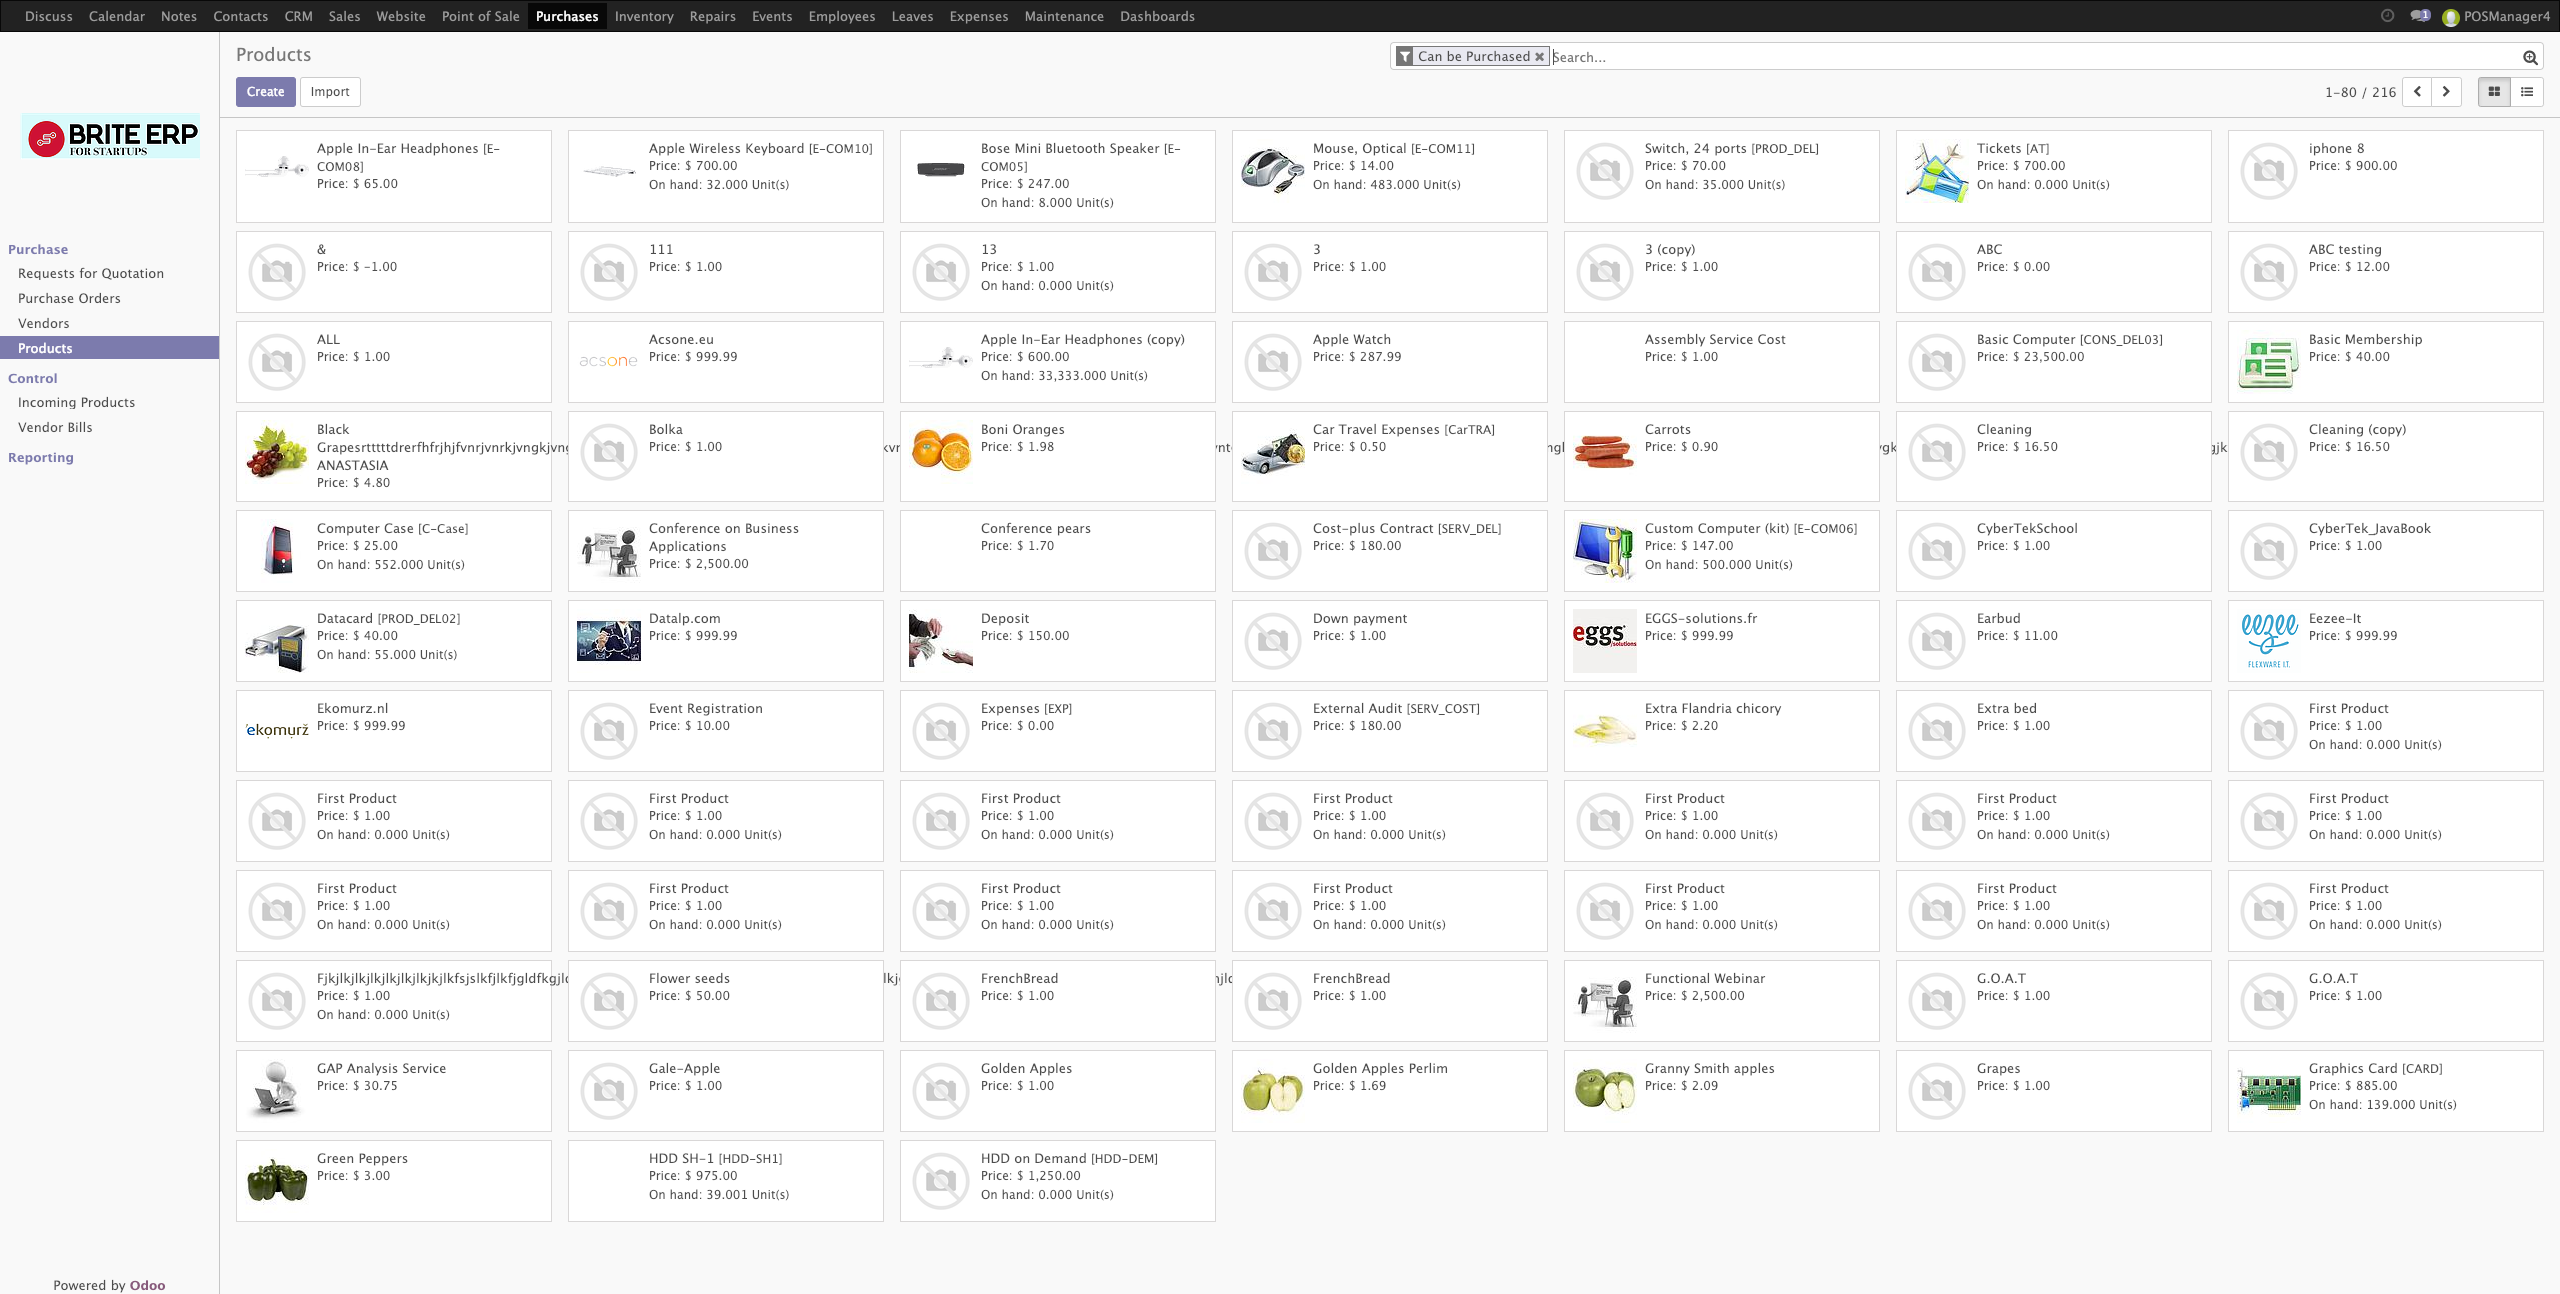 Discuss Calendar Notes Contacts CRM Sales Website Point of Sale Purchases Inventory Repairs Events Employees Leaves Expenses Maintenance Dashboards 1 POSManager4
BRITE ERP
FOR STARTUPS
Purchase
Requests for Quotation
Purchase Orders
Vendors
Products
Control
Incoming Products
Vendor Bills
Reporting
Powered by Odoo
Products
Can be Purchased Search...
Create Import
1-80 / 216
Apple In-Ear Headphones [E-
COM08]
Price: $ 65.00
Apple Wireless Keyboard [E-COM10]
Price: $ 700.00
On hand: 32.000 Unit(s)
Bose Mini Bluetooth Speaker [E-
COM05]
Price: $ 247.00
On hand: 8.000 Unit(s)
Mouse, Optical [E-COM11]
Price: $ 14.00
On hand: 483.000 Unit(s)
Switch, 24 ports [PROD_DEL]
Price: $ 70.00
On hand: 35.000 Unit(s)
Tickets [AT]
Price: $ 700.00
On hand: 0.000 Unit(s)
iphone 8
Price: $ 900.00
&
Price: $ -1.00
111
Price: $ 1.00
13
Price: $ 1.00
On hand: 0.000 Unit(s)
3
Price: $ 1.00
3 (copy)
Price: $ 1.00
ABC
Price: $ 0.00
ABC testing
Price: $ 12.00
ALL
Price: $ 1.00
acsone
Acsone.eu
Price: $ 999.99
Apple In-Ear Headphones (copy)
Price: $ 600.00
On hand: 33,333.000 Unit(s)
Apple Watch
Price: $ 287.99
Assembly Service Cost
Price: $ 1.00
Basic Computer [CONS_DEL03]
Price: $ 23,500.00
Basic Membership
Price: $ 40.00
Black
Grapesrtttttdrerfhfrjhjfvnrjvnrkjvngkjvng
ANASTASIA
Price: $ 4.80
Bolka
Price: $ 1.00
Boni Oranges
Price: $ 1.98
Car Travel Expenses [CarTRA]
Price: $ 0.50
Carrots
Price: $ 0.90
Cleaning
Price: $ 16.50
Cleaning (copy)
Price: $ 16.50
Computer Case [C-Case]
Price: $ 25.00
On hand: 552.000 Unit(s)
Conference on Business
Applications
Price: $ 2,500.00
Conference pears
Price: $ 1.70
Cost-plus Contract [SERV_DEL]
Price: $ 180.00
Custom Computer (kit) [E-COM06]
Price: $ 147.00
On hand: 500.000 Unit(s)
CyberTekSchool
Price: $ 1.00
CyberTek_JavaBook
Price: $ 1.00
Datacard [PROD_DEL02]
Price: $ 40.00
On hand: 55.000 Unit(s)
Datalp.com
Price: $ 999.99
Deposit
Price: $ 150.00
Down payment
Price: $ 1.00
eggs
solutions
EGGS-solutions.fr
Price: $ 999.99
Earbud
Price: $ 11.00
eezee
FLEXWARE I.T.
Eezee-It
Price: $ 999.99
ekomurz
Ekomurz.nl
Price: $ 999.99
Event Registration
Price: $ 10.00
Expenses [EXP]
Price: $ 0.00
External Audit [SERV_COST]
Price: $ 180.00
Extra Flandria chicory
Price: $ 2.20
Extra bed
Price: $ 1.00
First Product
Price: $ 1.00
On hand: 0.000 Unit(s)
First Product
Price: $ 1.00
On hand: 0.000 Unit(s)
First Product
Price: $ 1.00
On hand: 0.000 Unit(s)
First Product
Price: $ 1.00
On hand: 0.000 Unit(s)
First Product
Price: $ 1.00
On hand: 0.000 Unit(s)
First Product
Price: $ 1.00
On hand: 0.000 Unit(s)
First Product
Price: $ 1.00
On hand: 0.000 Unit(s)
First Product
Price: $ 1.00
On hand: 0.000 Unit(s)
First Product
Price: $ 1.00
On hand: 0.000 Unit(s)
First Product
Price: $ 1.00
On hand: 0.000 Unit(s)
First Product
Price: $ 1.00
On hand: 0.000 Unit(s)
First Product
Price: $ 1.00
On hand: 0.000 Unit(s)
First Product
Price: $ 1.00
On hand: 0.000 Unit(s)
First Product
Price: $ 1.00
On hand: 0.000 Unit(s)
First Product
Price: $ 1.00
On hand: 0.000 Unit(s)
Price: $ 1.00
On hand: 0.000 Unit(s)
Flower seeds
Price: $ 50.00
FrenchBread
Price: $ 1.00
FrenchBread
Price: $ 1.00
Functional Webinar
Price: $ 2,500.00
G.O.A.T
Price: $ 1.00
G.O.A.T
Price: $ 1.00
GAP Analysis Service
Price: $ 30.75
Gale-Apple
Price: $ 1.00
Golden Apples
Price: $ 1.00
Golden Apples Perlim
Price: $ 1.69
Granny Smith apples
Price: $ 2.09
Grapes
Price: $ 1.00
Graphics Card [CARD]
Price: $ 885.00
On hand: 139.000 Unit(s)
Green Peppers
Price: $ 3.00
HDD SH-1 [HDD-SH1]
Price: $ 975.00
On hand: 39.001 Unit(s)
HDD on Demand [HDD-DEM]
Price: $ 1,250.00
On hand: 0.000 Unit(s)